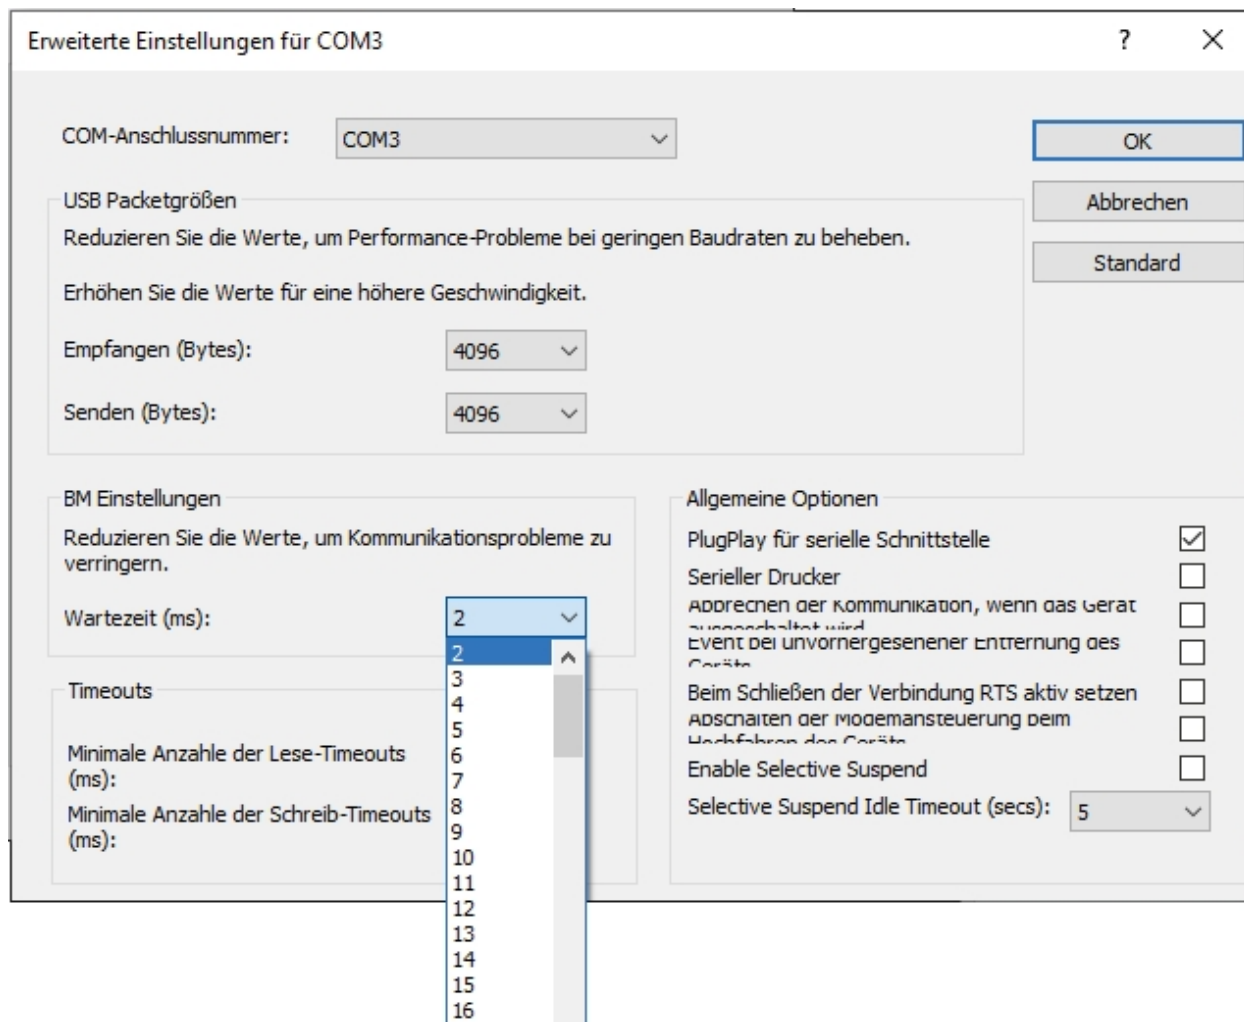 Erweiterte Einstellungen für COM3
COM-Anschlussnummer:
COM3
OK
Abbrechen
Standard
USB Packetgrößen
Reduzieren Sie die Werte, um Performance-Probleme bei geringen Baudraten zu beheben.
Erhöhen Sie die Werte für eine höhere Geschwindigkeit.
Empfangen (Bytes):
4096
Senden (Bytes):
4096
BM Einstellungen
Reduzieren Sie die Werte, um Kommunikationsprobleme zu
verringern.
Wartezeit (ms):
2
2
3
4
5
6
7
8
9
10
11
12
13
14
15
16
Timeouts
Minimale Anzahle der Lese-Timeouts
(ms):
Minimale Anzahle der Schreib-Timeouts
(ms):
Allgemeine Optionen
PlugPlay für serielle Schnittstelle
Serieller Drucker
Abbrechen der Kommunikation, wenn das Gerät
ausgeschaltet wird
Event bei unvorhergesehener Entfernung des
Geräts
Beim Schließen der Verbindung RTS aktiv setzen
Abschalten der Modemansteuerung beim
Hochfahren des Geräts
Enable Selective Suspend
Selective Suspend Idle Timeout (secs):
5